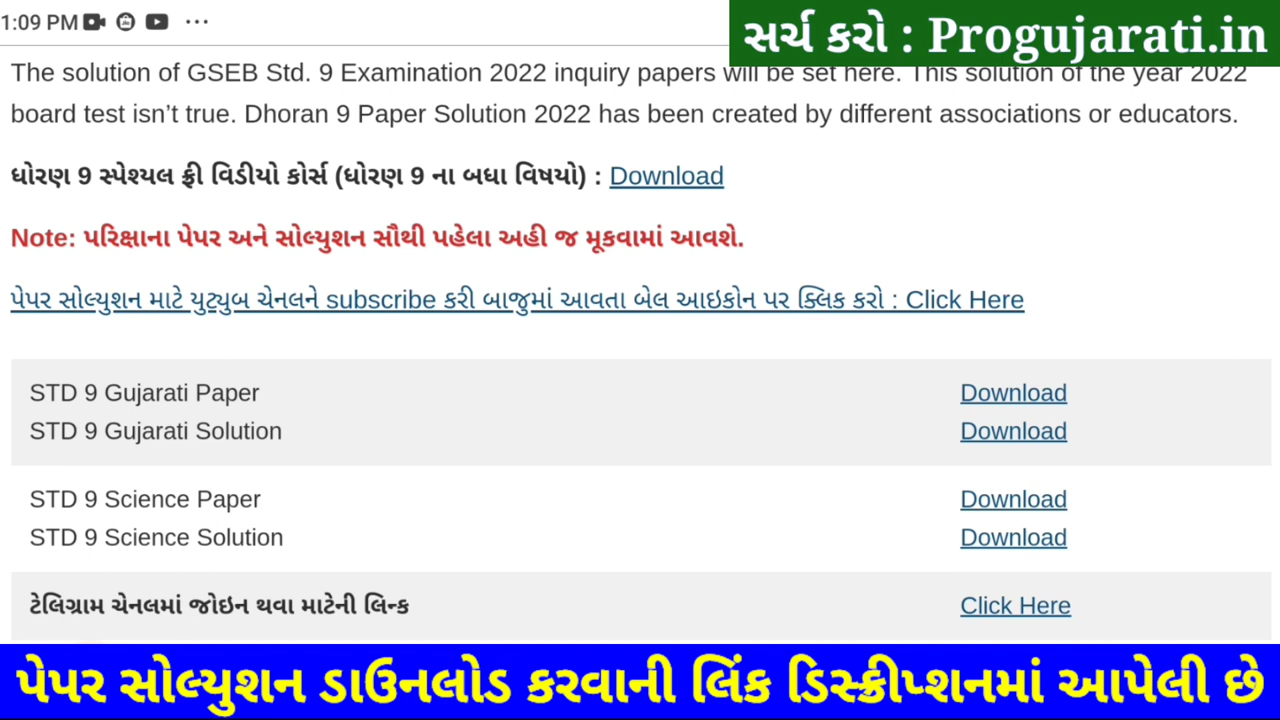 1:09 PM
સર્ચ કરો : Progujarati.in
The solution of GSEB Std. 9 Examination 2022 inquiry papers will be set here. This solution of the year 2022
board test isn’t true. Dhoran 9 Paper Solution 2022 has been created by different associations or educators.
ધોરણ 9 સ્પેશ્યલ ફ્રી વિડીયો કોર્સ (ધોરણ 9 ના બધા વિષયો) : Download
Note: પરિક્ષાના પેપર અને સોલ્યુશન સૌથી પહેલા અહી જ મૂકવામાં આવશે.
પેપર સોલ્યુશન માટે યુટ્યુબ ચેનલને subscribe કરી બાજુમાં આવતા બેલ આઇકોન પર ક્લિક કરો : Click Here
STD 9 Gujarati Paper Download
STD 9 Gujarati Solution Download
STD 9 Science Paper Download
STD 9 Science Solution Download
ટેલિગ્રામ ચેનલમાં જોઇન થવા માટેની લિન્ક Click Here
પેપર સોલ્યુશન ડાઉનલોડ કરવાની લિંક ડિસ્ક્રીપ્શનમાં આપેલી છે